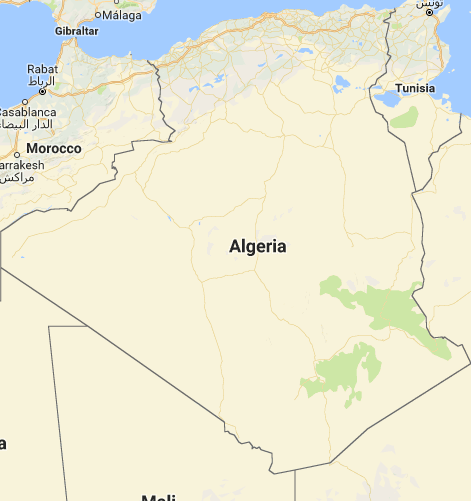 تونس
Málaga
Gibraltar
Rabat
الرباط
Tunisia
Casablanca
الدار البيضاء
Morocco
arrakesh
مراكش
Algeria
a
Mali